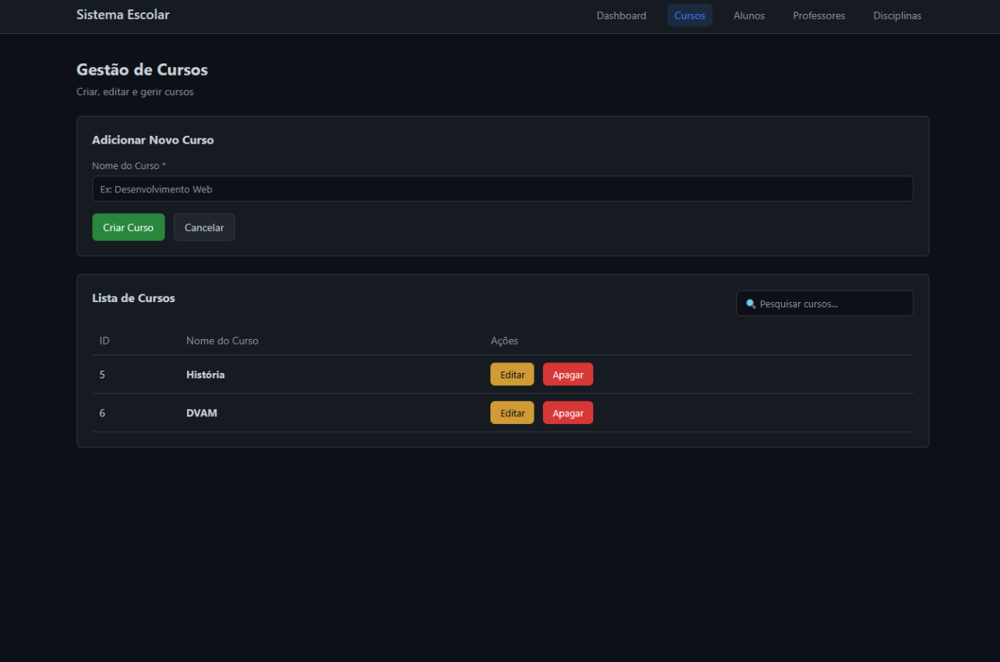 Sistema Escolar
Dashboard Cursos Alunos Professores Disciplinas
Gestão de Cursos
Criar, editar e gerir cursos
Adicionar Novo Curso
Nome do Curso *
Ex: Desenvolvimento Web
Criar Curso Cancelar
Lista de Cursos
Pesquisar cursos...
ID Nome do Curso Ações
5 História Editar Apagar
6 DVAM Editar Apagar